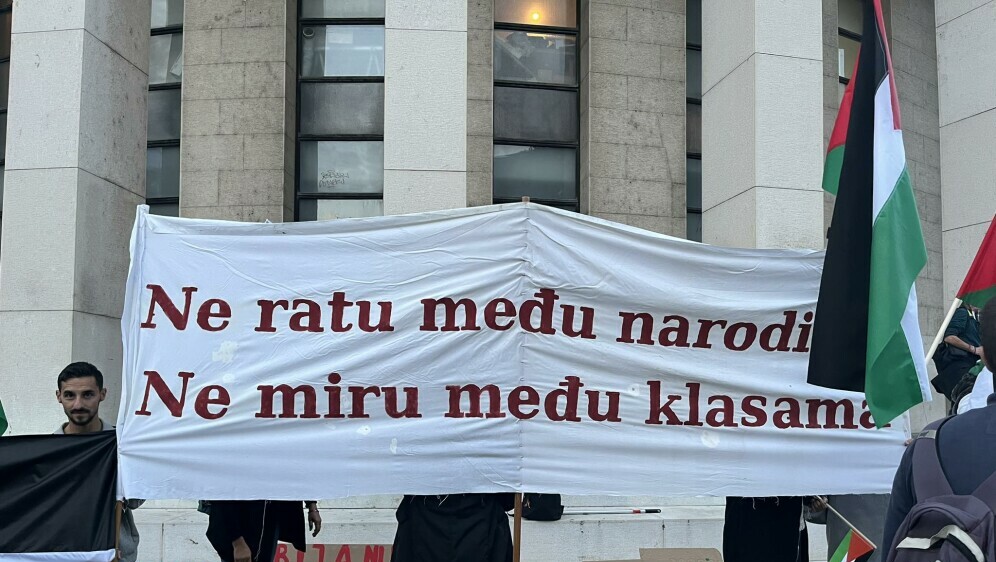 Ne ratu među narodi
Ne miru među klasama